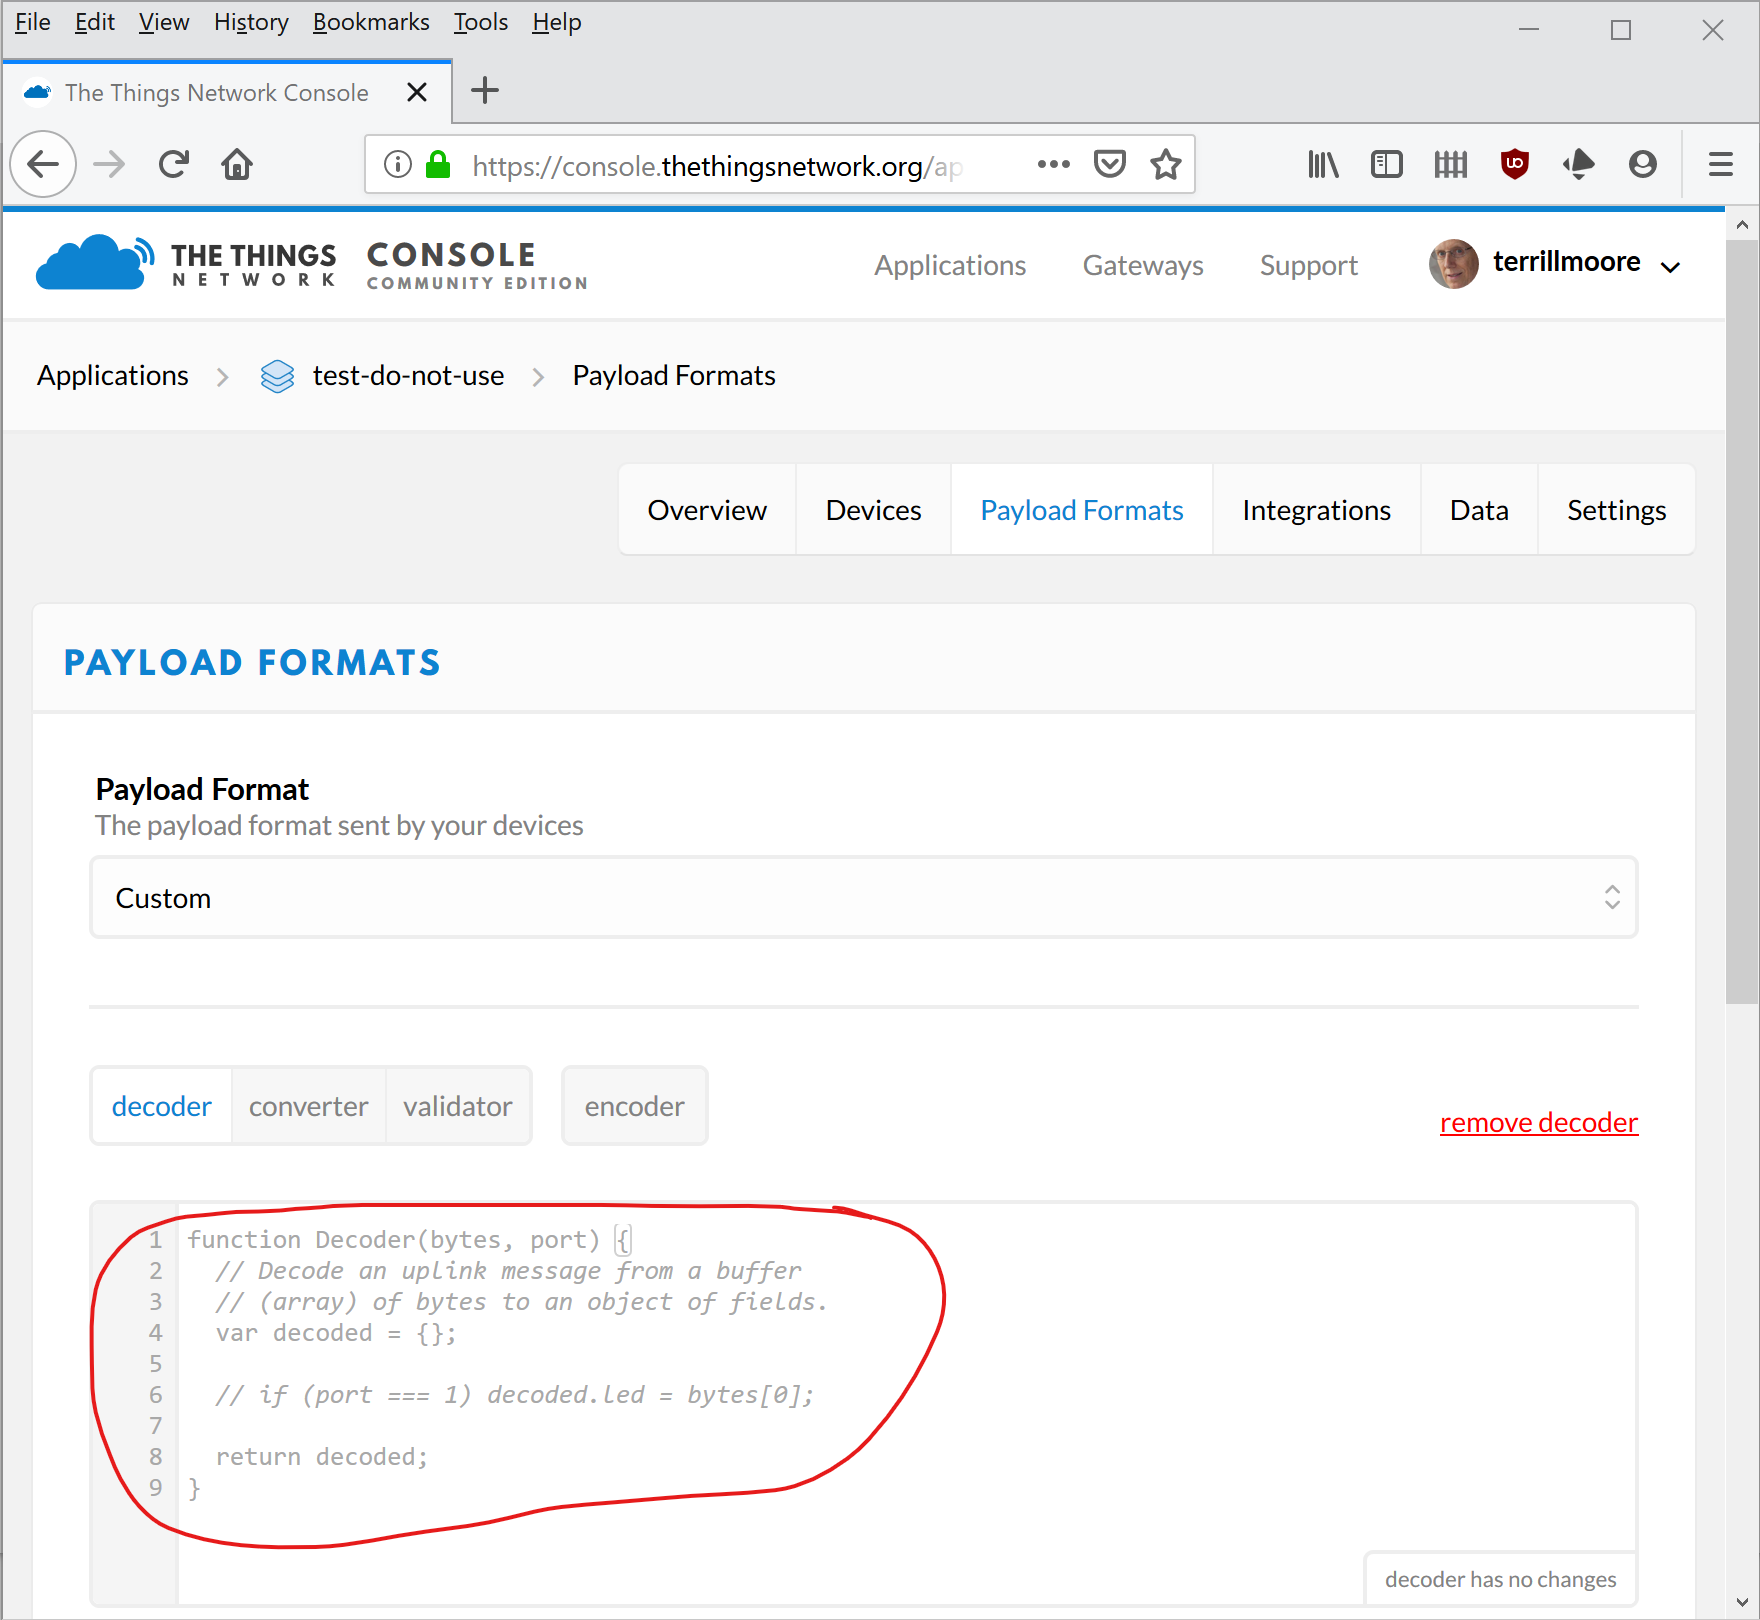 File Edit View History Bookmarks Tools Help
The Things Network Console
https://console.thethingsnetwork.org/ap
THE THINGS NETWORK
CONSOLE
COMMUNITY EDITION
Applications Gateways Support terrillmoore
Applications test-do-not-use Payload Formats
Overview Devices Payload Formats Integrations Data Settings
PAYLOAD FORMATS
Payload Format
The payload format sent by your devices
Custom
decoder converter validator encoder
remove decoder
1 function Decoder(bytes, port) {
2 // Decode an uplink message from a buffer
3 // (array) of bytes to an object of fields.
4 var decoded = {};
5
6 // if (port === 1) decoded.led = bytes[0];
7
8 return decoded;
9 }
decoder has no changes